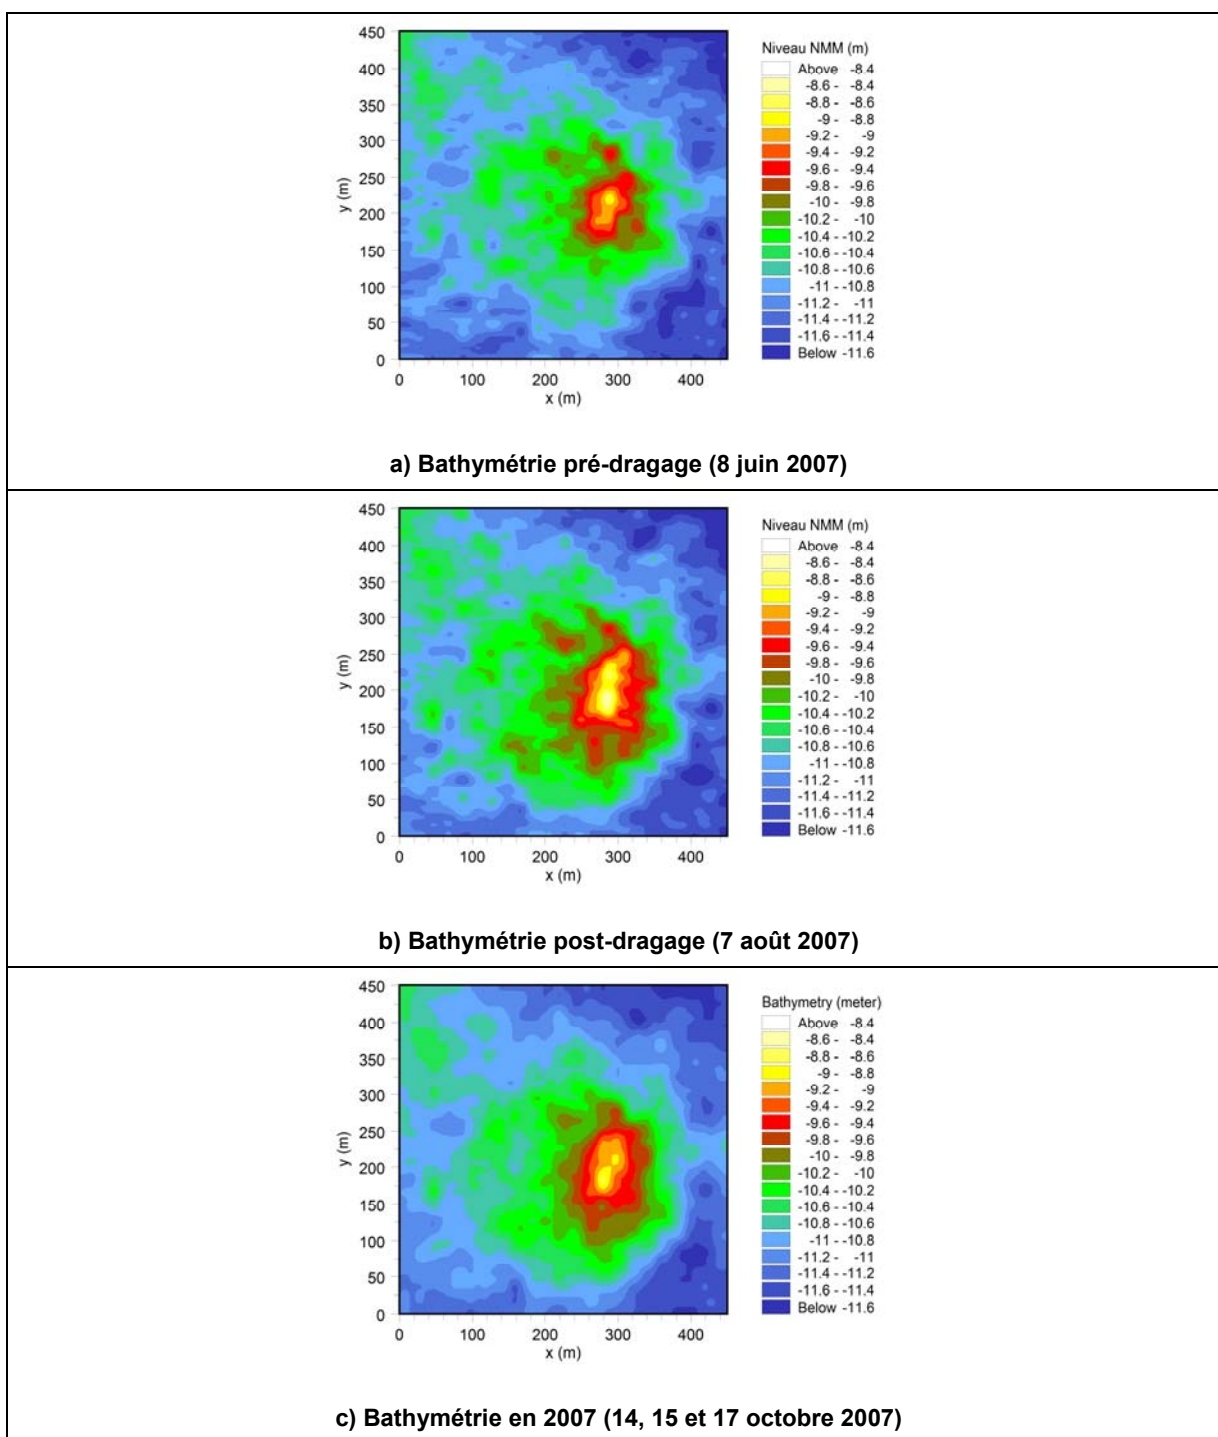 450
400
350
300
250
200
150
100
50
0
y (m)
0 100 200 300 400
x (m)
Niveau NMM (m)
Above -8.4
-8.6 - -8.4
-8.8 - -8.6
-9 - -8.8
-9.2 - -9
-9.4 - -9.2
-9.6 - -9.4
-9.8 - -9.6
-10 - -9.8
-10.2 - -10
-10.4 - -10.2
-10.6 - -10.4
-10.8 - -10.6
-11 - -10.8
-11.2 - -11
-11.4 - -11.2
-11.6 - -11.4
Below -11.6
a) Bathymétrie pré-dragage (8 juin 2007)
450
400
350
300
250
200
150
100
50
0
y (m)
0 100 200 300 400
x (m)
Niveau NMM (m)
Above -8.4
-8.6 - -8.4
-8.8 - -8.6
-9 - -8.8
-9.2 - -9
-9.4 - -9.2
-9.6 - -9.4
-9.8 - -9.6
-10 - -9.8
-10.2 - -10
-10.4 - -10.2
-10.6 - -10.4
-10.8 - -10.6
-11 - -10.8
-11.2 - -11
-11.4 - -11.2
-11.6 - -11.4
Below -11.6
b) Bathymétrie post-dragage (7 août 2007)
450
400
350
300
250
200
150
100
50
0
y (m)
0 100 200 300 400
x (m)
Bathymetry (meter)
Above -8.4
-8.6 - -8.4
-8.8 - -8.6
-9 - -8.8
-9.2 - -9
-9.4 - -9.2
-9.6 - -9.4
-9.8 - -9.6
-10 - -9.8
-10.2 - -10
-10.4 - -10.2
-10.6 - -10.4
-10.8 - -10.6
-11 - -10.8
-11.2 - -11
-11.4 - -11.2
-11.6 - -11.4
Below -11.6
c) Bathymétrie en 2007 (14, 15 et 17 octobre 2007)